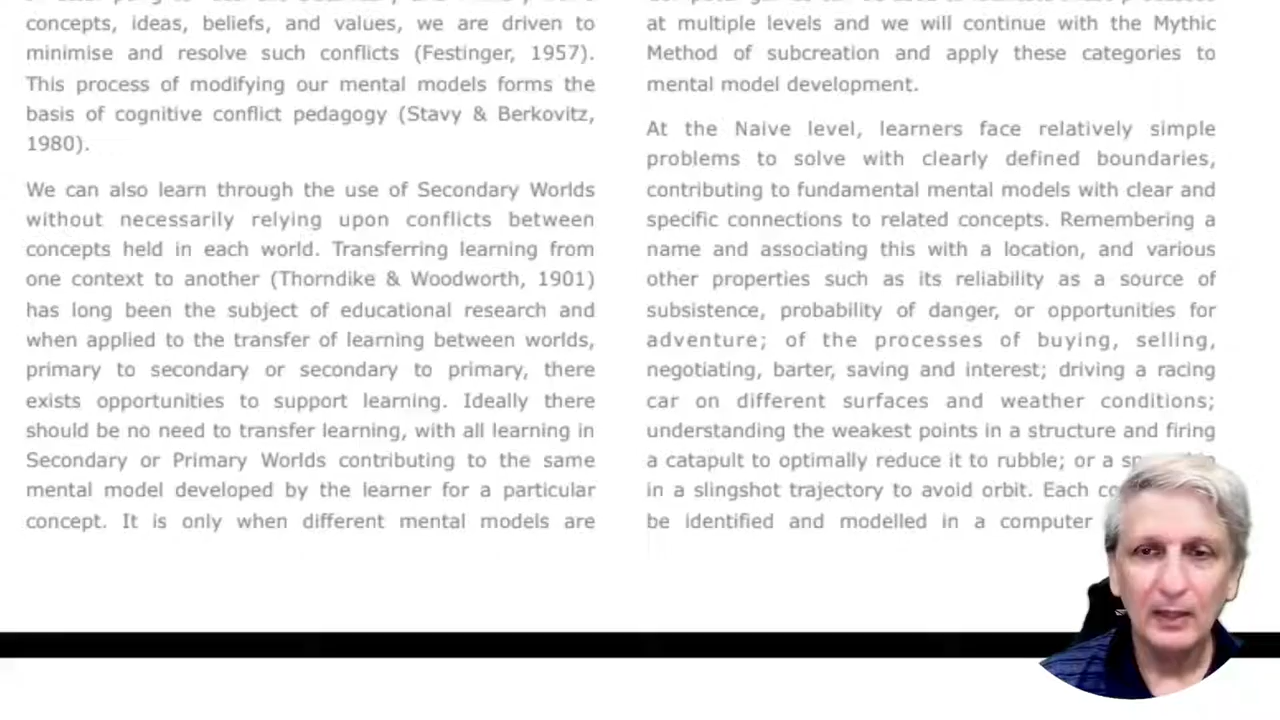 concepts, ideas, beliefs, and values, we are driven to
minimise and resolve such conflicts (Festinger, 1957).
This process of modifying our mental models forms the
basis of cognitive conflict pedagogy (Stavy & Berkovitz,
1980).
We can also learn through the use of Secondary Worlds
without necessarily relying upon conflicts between
concepts held in each world. Transferring learning from
one context to another (Thorndike & Woodworth, 1901)
has long been the subject of educational research and
when applied to the transfer of learning between worlds,
primary to secondary or secondary to primary, there
exists opportunities to support learning. Ideally there
should be no need to transfer learning, with all learning in
Secondary or Primary Worlds contributing to the same
mental model developed by the learner for a particular
concept. It is only when different mental models are
at multiple levels and we will continue with the Mythic
Method of subcreation and apply these categories to
mental model development.
At the Naive level, learners face relatively simple
problems to solve with clearly defined boundaries,
contributing to fundamental mental models with clear and
specific connections to related concepts. Remembering a
name and associating this with a location, and various
other properties such as its reliability as a source of
subsistence, probability of danger, or opportunities for
adventure; of the processes of buying, selling,
negotiating, barter, saving and interest; driving a racing
car on different surfaces and weather conditions;
understanding the weakest points in a structure and firing
a catapult to optimally reduce it to rubble; or a
in a slingshot trajectory to avoid orbit. Each
be identified and modelled in a computer